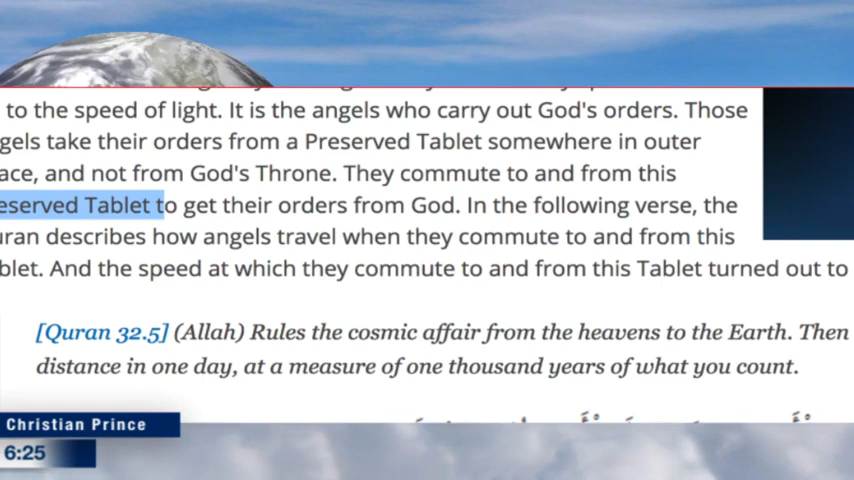 to the speed of light. It is the angels who carry out God's orders. Those
gels take their orders from a Preserved Tablet somewhere in outer
ace, and not from God's Throne. They commute to and from this
eserved Tablet to get their orders from God. In the following verse, the
uran describes how angels travel when they commute to and from this
blet. And the speed at which they commute to and from this Tablet turned out to
[Quran 32.5] (Allah) Rules the cosmic affair from the heavens to the Earth. Then
distance in one day, at a measure of one thousand years of what you count.
Christian Prince
6:25